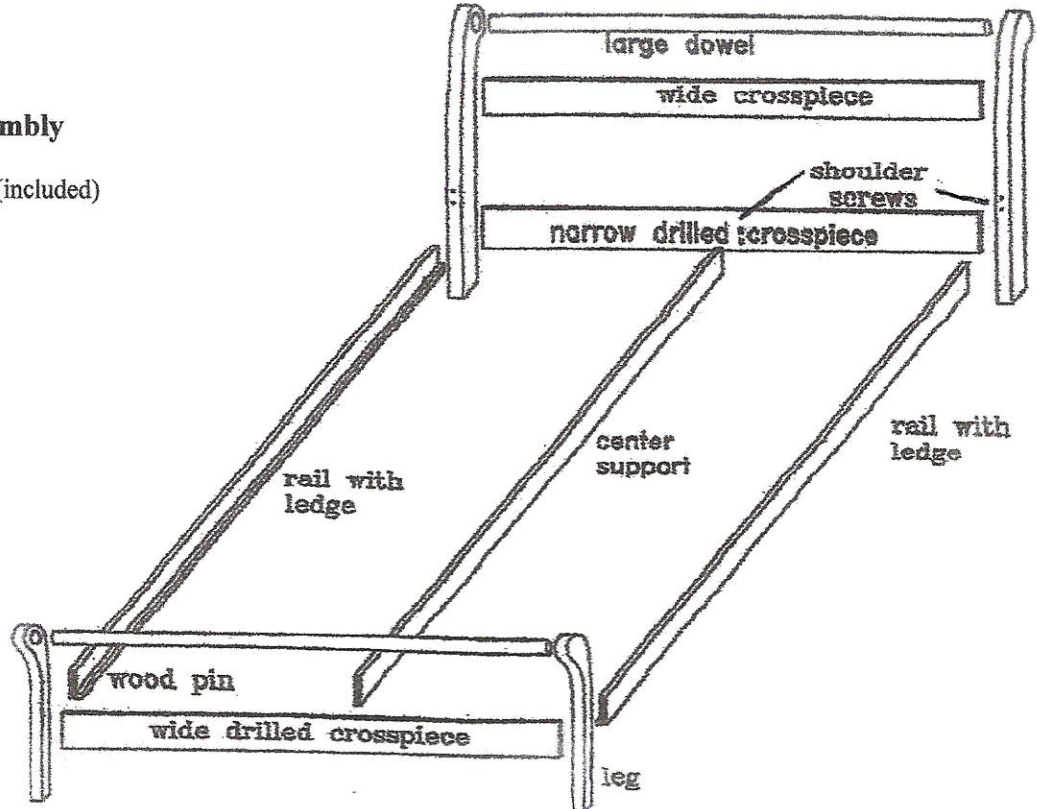 large dowel
wide crosspiece
embly
(included)
shoulder
screws
narrow drilled crosspiece
center
support
rail with
ledge
rail with
ledge
wood pin
wide drilled crosspiece
leg